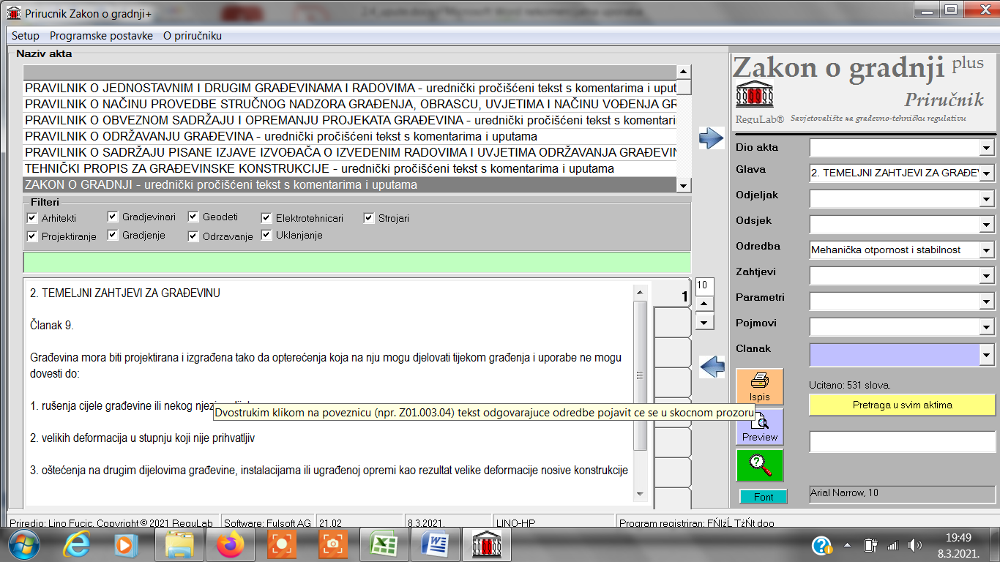 Prirucnik Zakon o gradnji+
Setup Programske postavke O priručniku
Naziv akta
PRAVILNIK O JEDNOSTAVNIM I DRUGIM GRAĐEVINAMA I RADOVIMA - urednički pročišćeni tekst s komentarima i uput
PRAVILNIK O NAČINU PROVEDBE STRUČNOG NADZORA GRAĐENJA, OBRASCU, UVJETIMA I NAČINU VOĐENJA GR
PRAVILNIK O OBVEZNOM SADRŽAJU I OPREMANJU PROJEKATA GRAĐEVINA - urednički pročišćeni tekst s komentari
PRAVILNIK O ODRŽAVANJU GRAĐEVINA - urednički pročišćeni tekst s komentarima i uputama
PRAVILNIK O SADRŽAJU PISANE IZJAVE IZVOĐAČA O IZVEDENIM RADOVIMA I UVJETIMA ODRŽAVANJA GRAĐEVIN
TEHNIČKI PROPIS ZA GRAĐEVINSKE KONSTRUKCIJE - urednički pročišćeni tekst s komentarima i uputama
ZAKON O GRADNJI - urednički pročišćeni tekst s komentarima i uputama
Filteri
Arhitekti Gradjevinari Geodeti Elektrotehnicari Strojari
Projektiranje Gradjenje Odrzavanje Uklanjanje
2. TEMELJNI ZAHTJEVI ZA GRAĐEVINU
Članak 9.
Građevina mora biti projektirana i izgrađena tako da opterećenja koja na nju mogu djelovati tijekom građenja i uporabe ne mogu
dovesti do:
1. rušenja cijele građevine ili nekog
Dvostrukim klikom na poveznicu (npr. Z01.003.04) tekst odgovarajuce odredbe pojavit ce se u skocnom prozoru
2. velikih deformacija u stupnju koji nije prihvatljiv
3. oštećenja na drugim dijelovima građevine, instalacijama ili ugrađenoj opremi kao rezultat velike deformacije nosive konstrukcije
1
10
Zakon o gradnji plus
Priručnik
ReguLab® Savjetovalište za građevno-tehničku regulativu
Dio akta
Glava 2. TEMELJNI ZAHTJEVI ZA GRAĐE
Odjeljak
Odsjek
Odredba Mehanička otpornost i stabilnost
Zahtjevi
Parametri
Pojmovi
Clanak
Ispis
Ucitano: 531 slova.
Pretraga u svim aktima
Preview
Font
Arial Narrow, 10
Priredio: Lino Fucic, Copyright © 2021 ReguLab Software: Fulsoft AG 21.02 8.3.2021 LINO-HP Program registriran: FŃlżĹ TžŃt doo
19:49
8.3.2021.